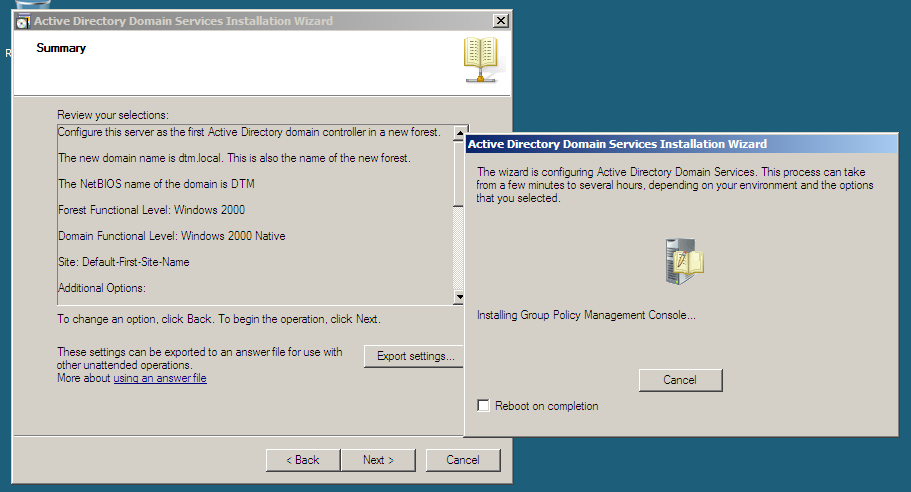 Active Directory Domain Services Installation Wizard
Summary
Review your selections:
Configure this server as the first Active Directory domain controller in a new forest.
The new domain name is dtm.local. This is also the name of the new forest.
The NetBIOS name of the domain is DTM
Forest Functional Level: Windows 2000
Domain Functional Level: Windows 2000 Native
Site: Default-First-Site-Name
Additional Options:
To change an option, click Back. To begin the operation, click Next.
These settings can be exported to an answer file for use with
other unattended operations.
More about using an answer file
Export settings...
< Back
Next >
Cancel
Active Directory Domain Services Installation Wizard
The wizard is configuring Active Directory Domain Services. This process can take
from a few minutes to several hours, depending on your environment and the options
that you selected.
Installing Group Policy Management Console...
Cancel
Reboot on completion